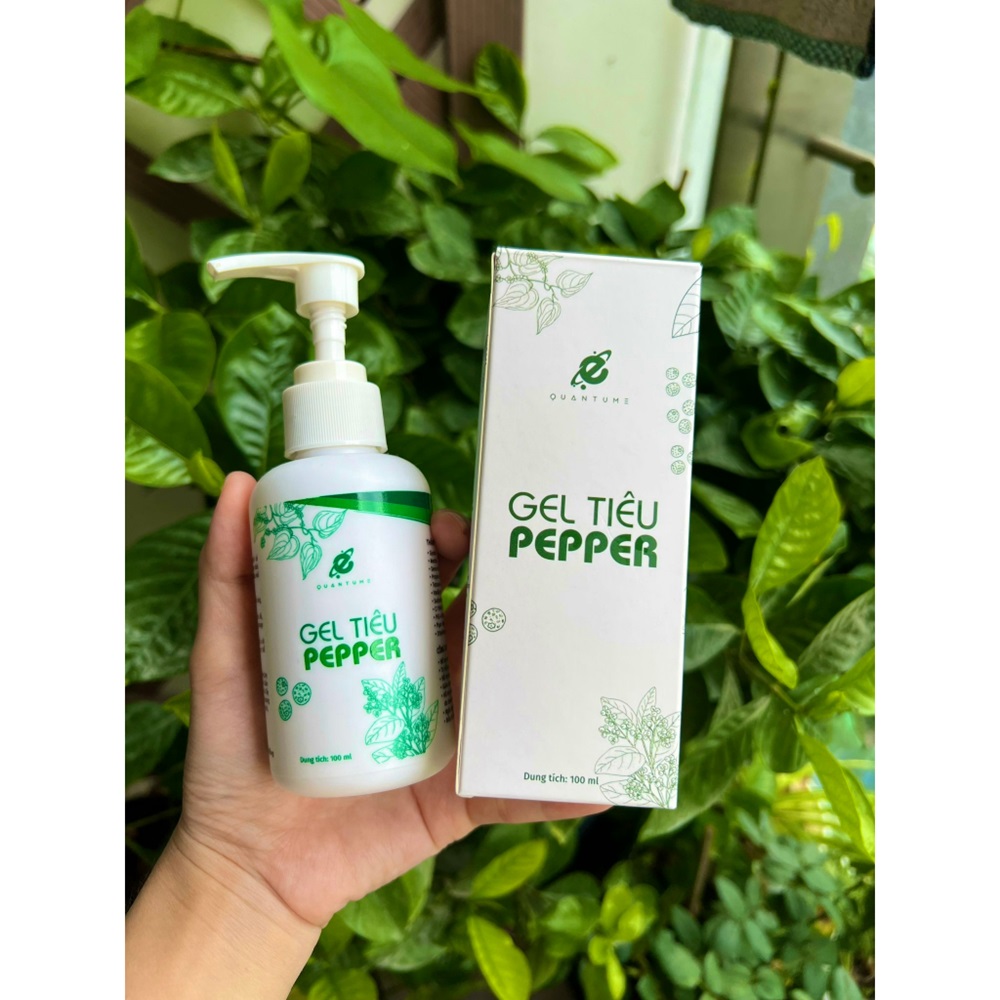 QUANTUME
GEL TIÊU
PEPPER
Dung tích: 100 ml
QUANTUME
GEL TIÊU
PEPPER
Dung tích: 100 ml